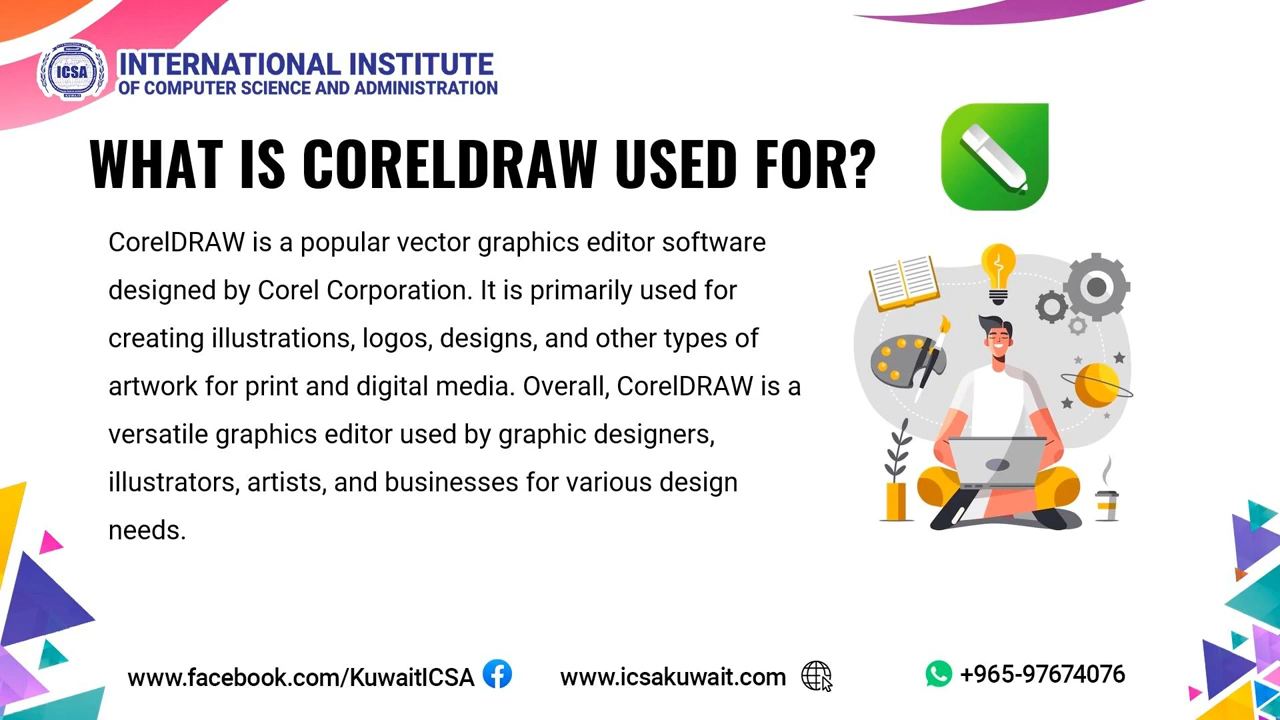 ICSA
INTERNATIONAL INSTITUTE
OF COMPUTER SCIENCE AND ADMINISTRATION
WHAT IS CORELDRAW USED FOR?
CorelDRAW is a popular vector graphics editor software
designed by Corel Corporation. It is primarily used for
creating illustrations, logos, designs, and other types of
artwork for print and digital media. Overall, CorelDRAW is a
versatile graphics editor used by graphic designers,
illustrators, artists, and businesses for various design
needs.
www.facebook.com/KuwaitICSA
www.icsakuwait.com
+965-97674076